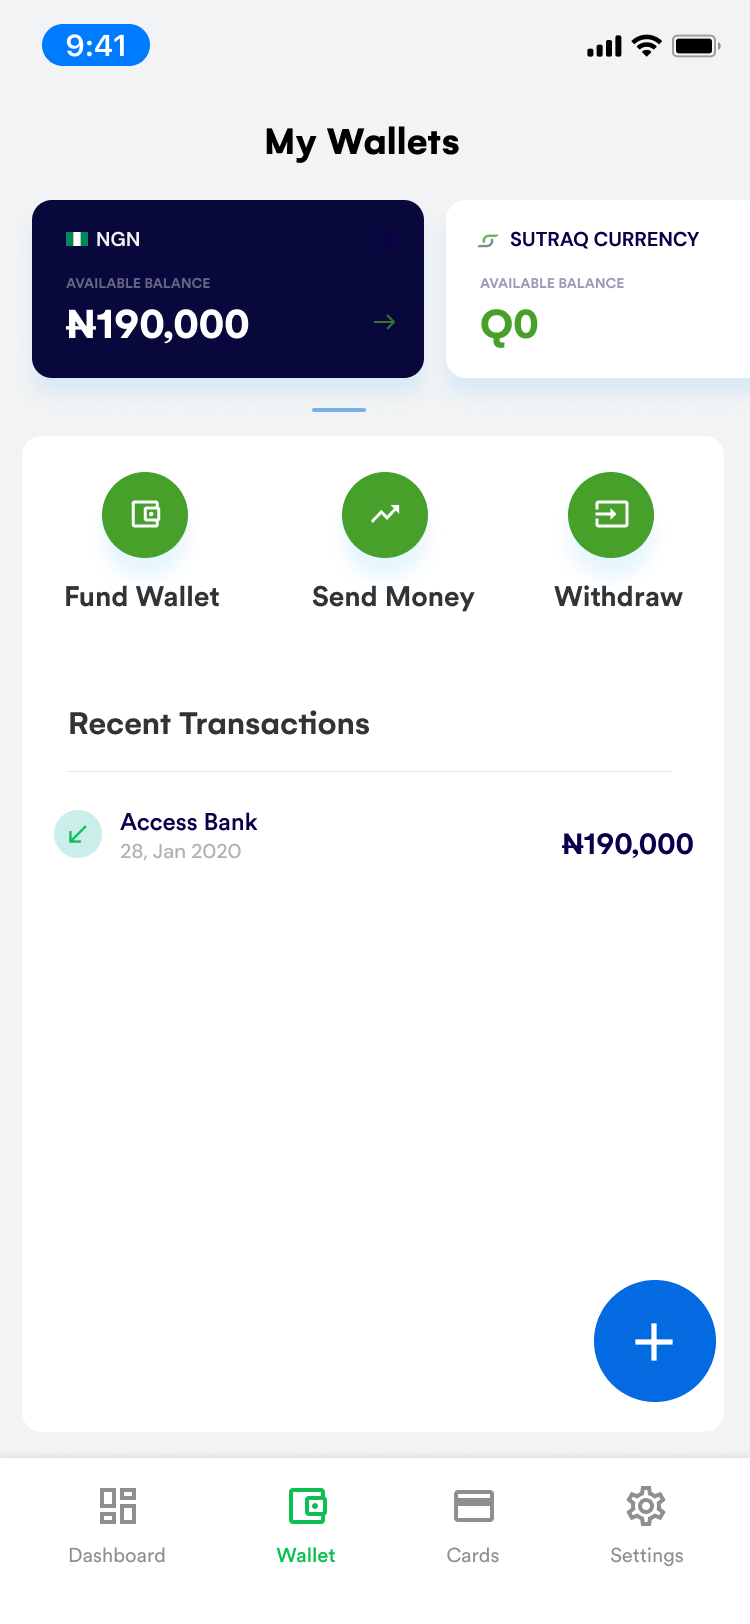 9:41
My Wallets
NGN
AVAILABLE BALANCE
₦190,000
SUTRAQ CURRENCY
AVAILABLE BALANCE
Q0
Fund Wallet
Send Money
Withdraw
Recent Transactions
Access Bank
28, Jan 2020
₦190,000
Dashboard
Wallet
Cards
Settings